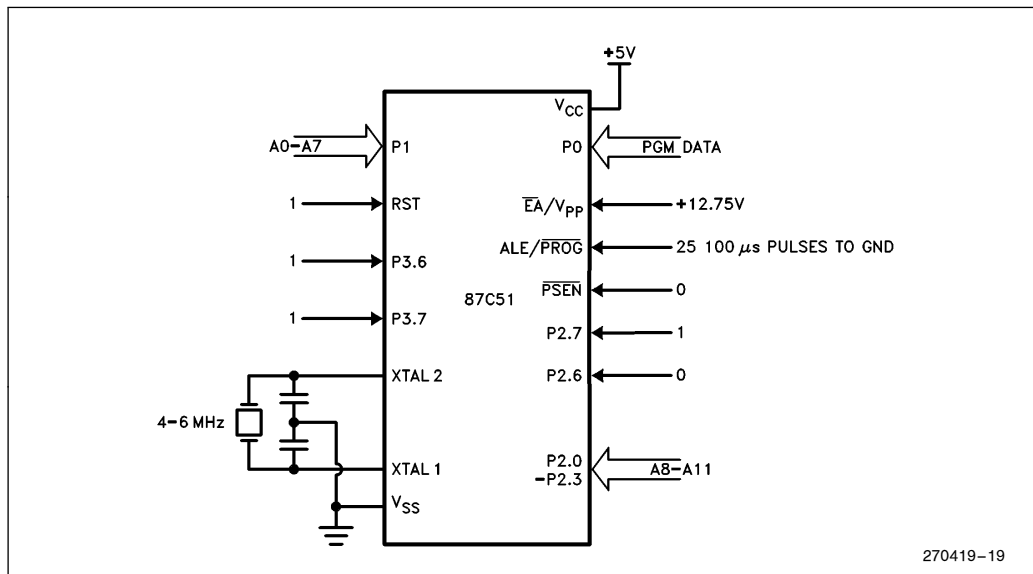 +5V
VCC
A0–A7
P1
P0
PGM DATA
1
RST
EA/VPP
+12.75V
ALE/PROG
25 100 μs PULSES TO GND
1
P3.6
PSEN
0
87C51
1
P3.7
P2.7
1
XTAL 2
P2.6
0
4–6 MHz
XTAL 1
P2.0
–P2.3
A8–A11
VSS
270419–19